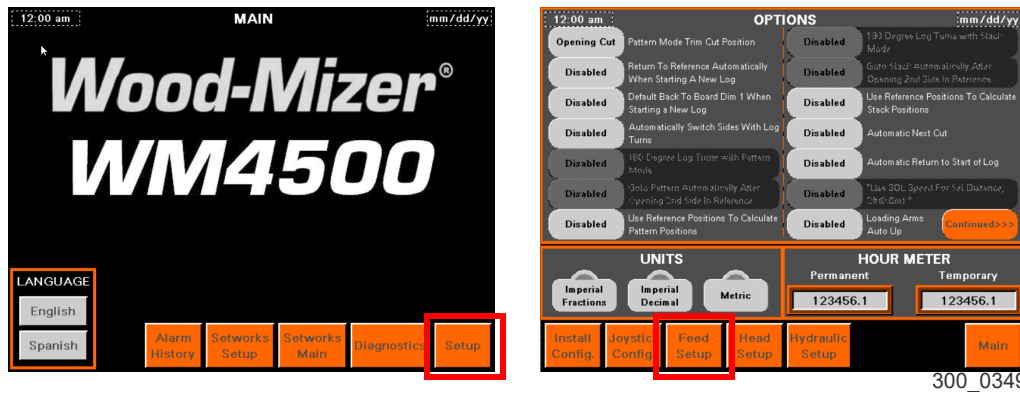 12:00 am
MAIN
mm/dd/yy
Wood-Mizer®
WM4500
LANGUAGE
English
Spanish
Alarm
History
Setworks
Setup
Setworks
Main
Diagnostics
Setup
12:00 am
OPTIONS
mm/dd/yy
Opening Cut
Pattern Mode Trim Cut Position
Disabled
Return To Reference Automatically
When Starting A New Log
Disabled
Default Back To Board Dim 1 When
Starting a New Log
Disabled
Automatically Switch Sides With Log
Turns
Disabled
180 Degree Log Turns with Pattern
Mode
Disabled
Goto Pattern Automatically After
Opening 2nd Side In Reference
Disabled
Use Reference Positions To Calculate
Pattern Positions
Disabled
180 Degree Log Turns with Stack
Mode
Disabled
Goto Stack Automatically After
Opening 2nd Side In Reference
Disabled
Use Reference Positions To Calculate
Stack Positions
Disabled
Automatic Next Cut
Disabled
Automatic Return to Start of Log
Disabled
"Use SOL Speed For Set Distance,
Disabled
Loading Arms
Auto Up
Continued>>>
UNITS
Imperial
Fractions
Imperial
Decimal
Metric
HOUR METER
Permanent
Temporary
123456.1
123456.1
Install
Config.
Joystic
Config
Feed
Setup
Head
Setup
Hydraulic
Setup
Main
300_0349